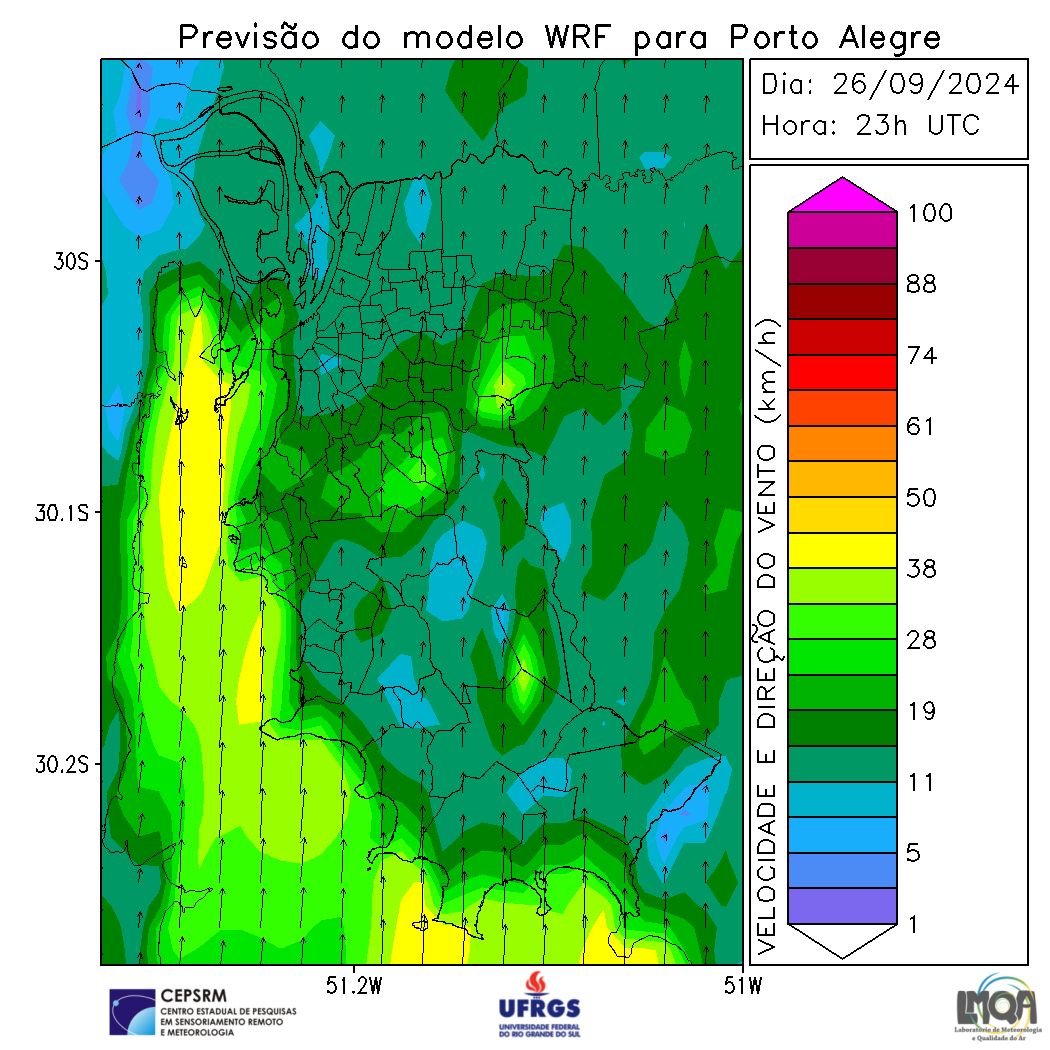 Previsão do modelo WRF para Porto Alegre
Dia: 26/09/2024
Hora: 23h UTC
30S
30.1S
30.2S
51.2W
51W
VELOCIDADE E DIREÇÃO DO VENTO (km/h)
100
88
74
61
50
38
28
19
11
5
1
CEPSRM
CENTRO ESTADUAL DE PESQUISAS
EM SENSORIAMENTO REMOTO
E METEOROLOGIA
UFRGS
UNIVERSIDADE FEDERAL
DO RIO GRANDE DO SUL
LMQA
Laboratório de Meteorologia
e Qualidade do Ar